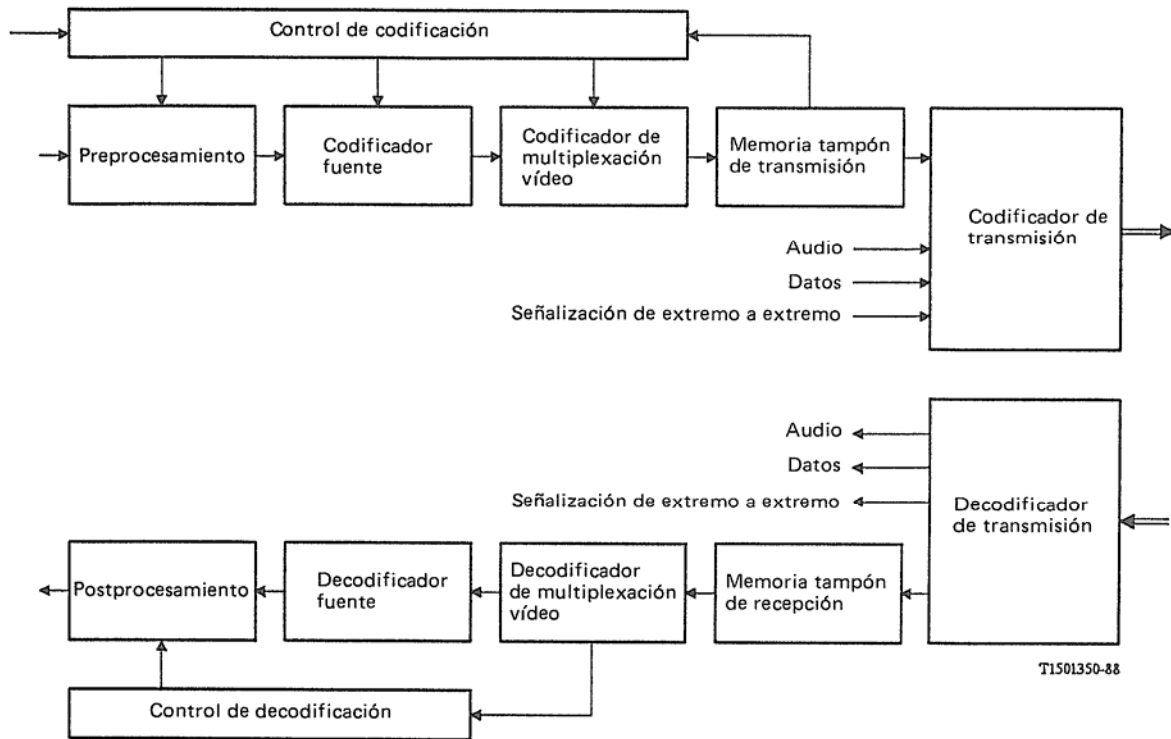 Control de codificación
Preprocesamiento
Codificador
fuente
Codificador de
multiplexación
vídeo
Memoria tampón
de transmisión
Codificador de
transmisión
Audio
Datos
Señalización de extremo a extremo
Audio
Datos
Señalización de extremo a extremo
Decodificador
de transmisión
Postprocesamiento
Decodificador
fuente
Decodificador
de multiplexación
vídeo
Memoria tampón
de recepción
T1501350-88
Control de decodificación